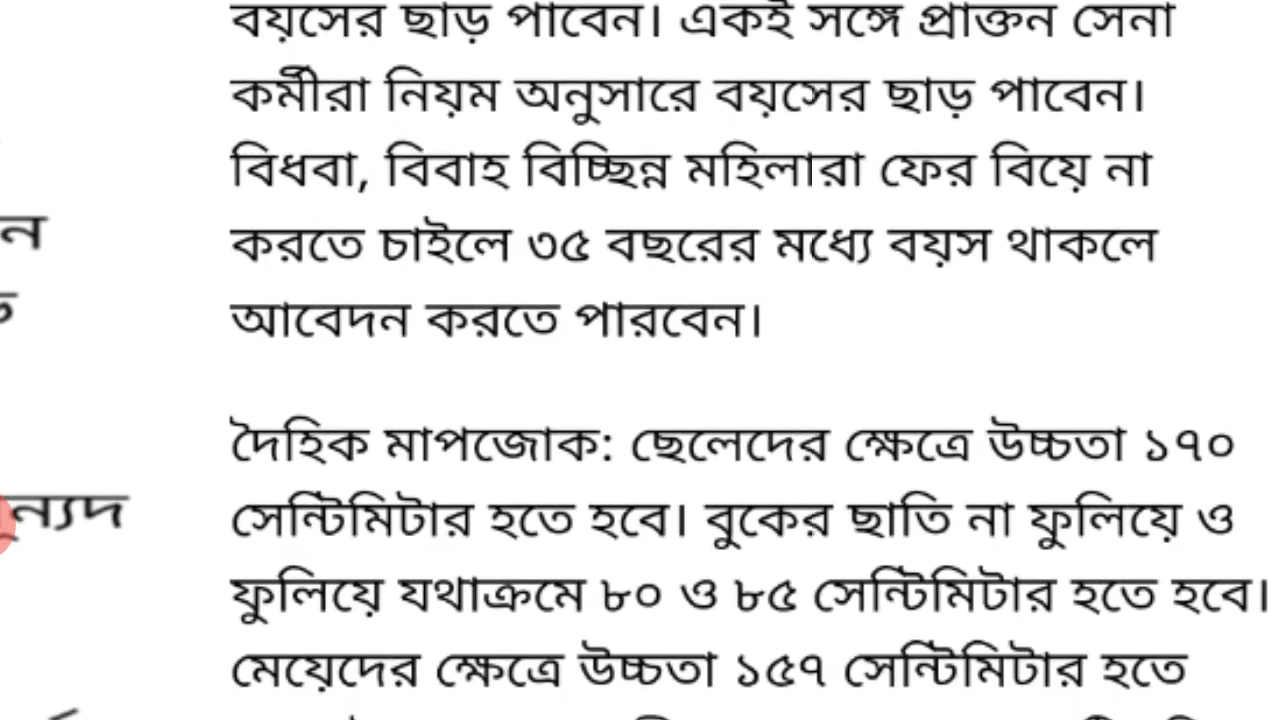 বয়সের ছাড় পাবেন। একই সঙ্গে প্রাক্তন সেনা
কর্মীরা নিয়ম অনুসারে বয়সের ছাড় পাবেন।
বিধবা, বিবাহ বিচ্ছিন্ন মহিলারা ফের বিয়ে না
করতে চাইলে ৩৫ বছরের মধ্যে বয়স থাকলে
আবেদন করতে পারবেন।
দৈহিক মাপজোক: ছেলেদের ক্ষেত্রে উচ্চতা ১৭০
সেন্টিমিটার হতে হবে। বুকের ছাতি না ফুলিয়ে ও
ফুলিয়ে যথাক্রমে ৮০ ও ৮৫ সেন্টিমিটার হতে হবে।
মেয়েদের ক্ষেত্রে উচ্চতা ১৫৭ সেন্টিমিটার হতে